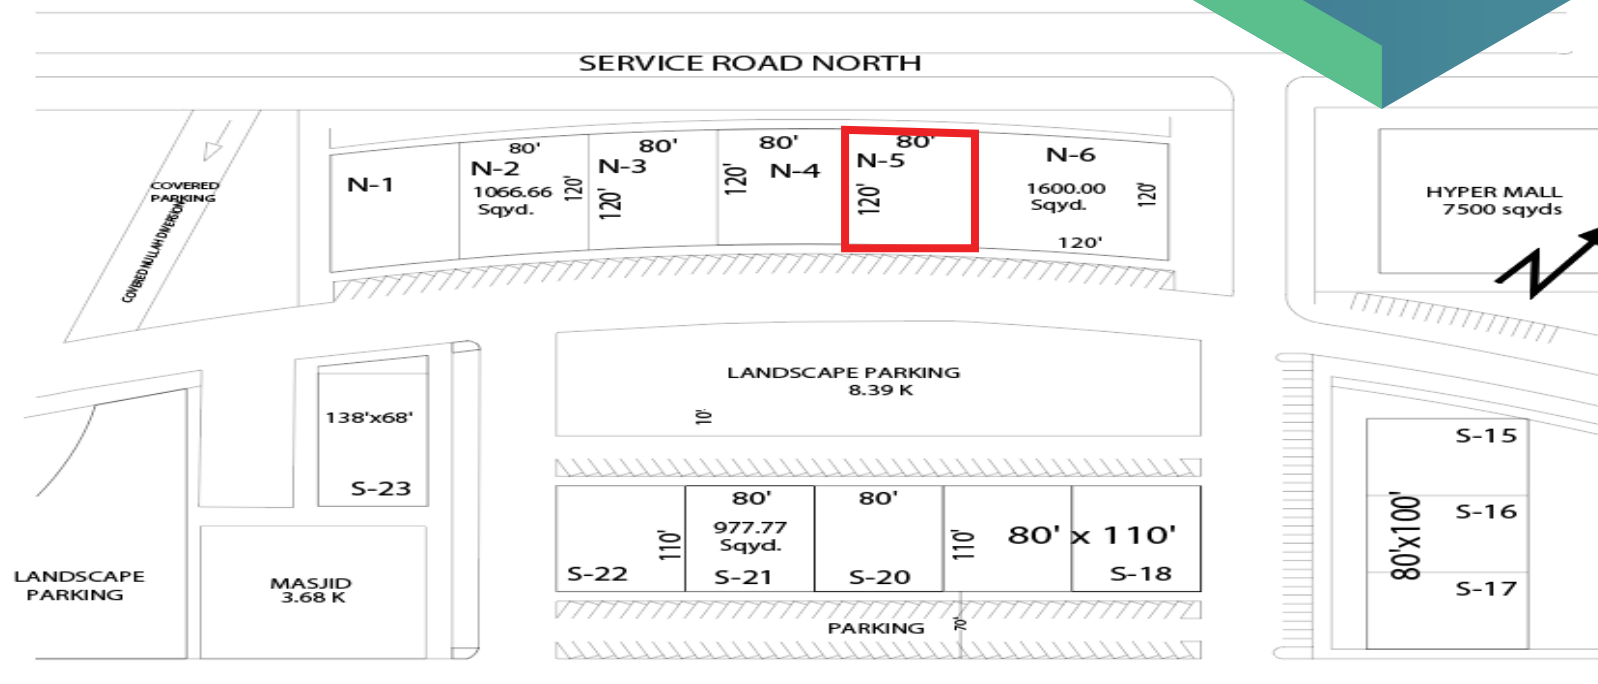 SERVICE ROAD NORTH
COVERED
PARKING
COVERED NULLAH DIVERSION
N-1
80'
N-2
1066.66
Sqyd.
120'
80'
N-3
120'
80'
120'
N-4
80'
N-5
120'
N-6
1600.00
Sqyd.
120'
120'
HYPER MALL
7500 sqyds
N
LANDSCAPE PARKING
8.39 K
10'
138'x68'
S-23
LANDSCAPE
PARKING
MASJID
3.68 K
110'
S-22
80'
977.77
Sqyd.
S-21
80'
S-20
110'
80' x 110'
S-18
PARKING
70'
S-15
80'x100'
S-16
S-17